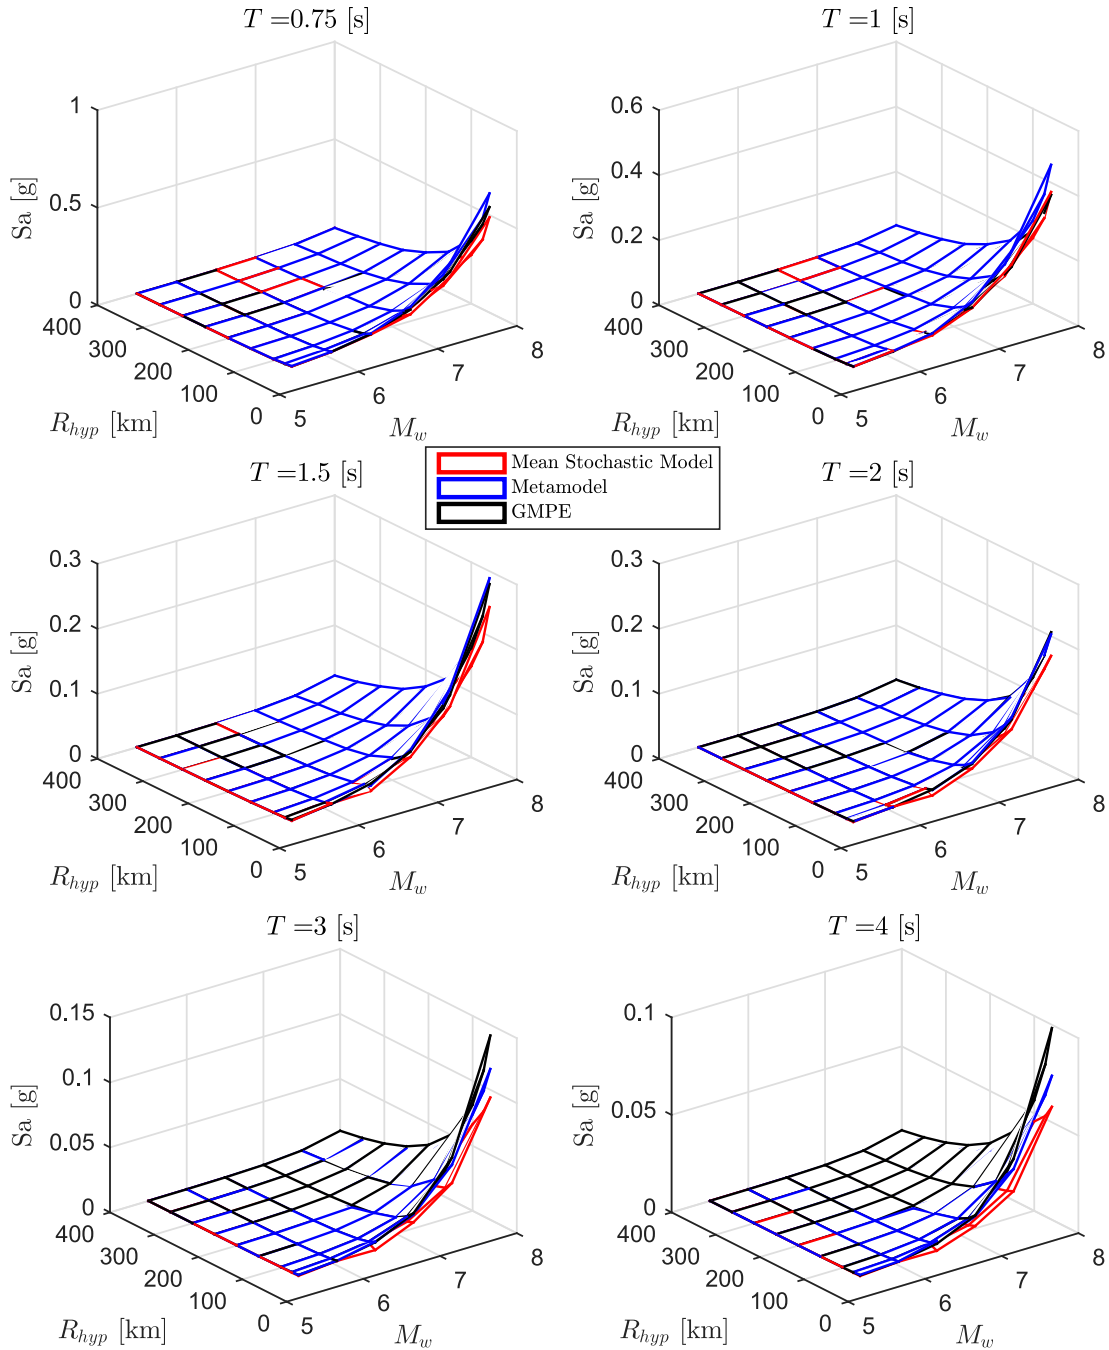 T =0.75 [s]
T =1 [s]
1
0.5
0
Sa [g]
400
300
200
100
0
R_hyp [km]
5
6
7
8
M_w
0.6
0.4
0.2
0
Sa [g]
400
300
200
100
0
R_hyp [km]
5
6
7
8
M_w
Mean Stochastic Model
Metamodel
GMPE
T =1.5 [s]
T =2 [s]
0.3
0.2
0.1
0
Sa [g]
400
300
200
100
0
R_hyp [km]
5
6
7
8
M_w
0.3
0.2
0.1
0
Sa [g]
400
300
200
100
0
R_hyp [km]
5
6
7
8
M_w
T =3 [s]
T =4 [s]
0.15
0.1
0.05
0
Sa [g]
400
300
200
100
0
R_hyp [km]
5
6
7
8
M_w
0.1
0.05
0
Sa [g]
400
300
200
100
0
R_hyp [km]
5
6
7
8
M_w